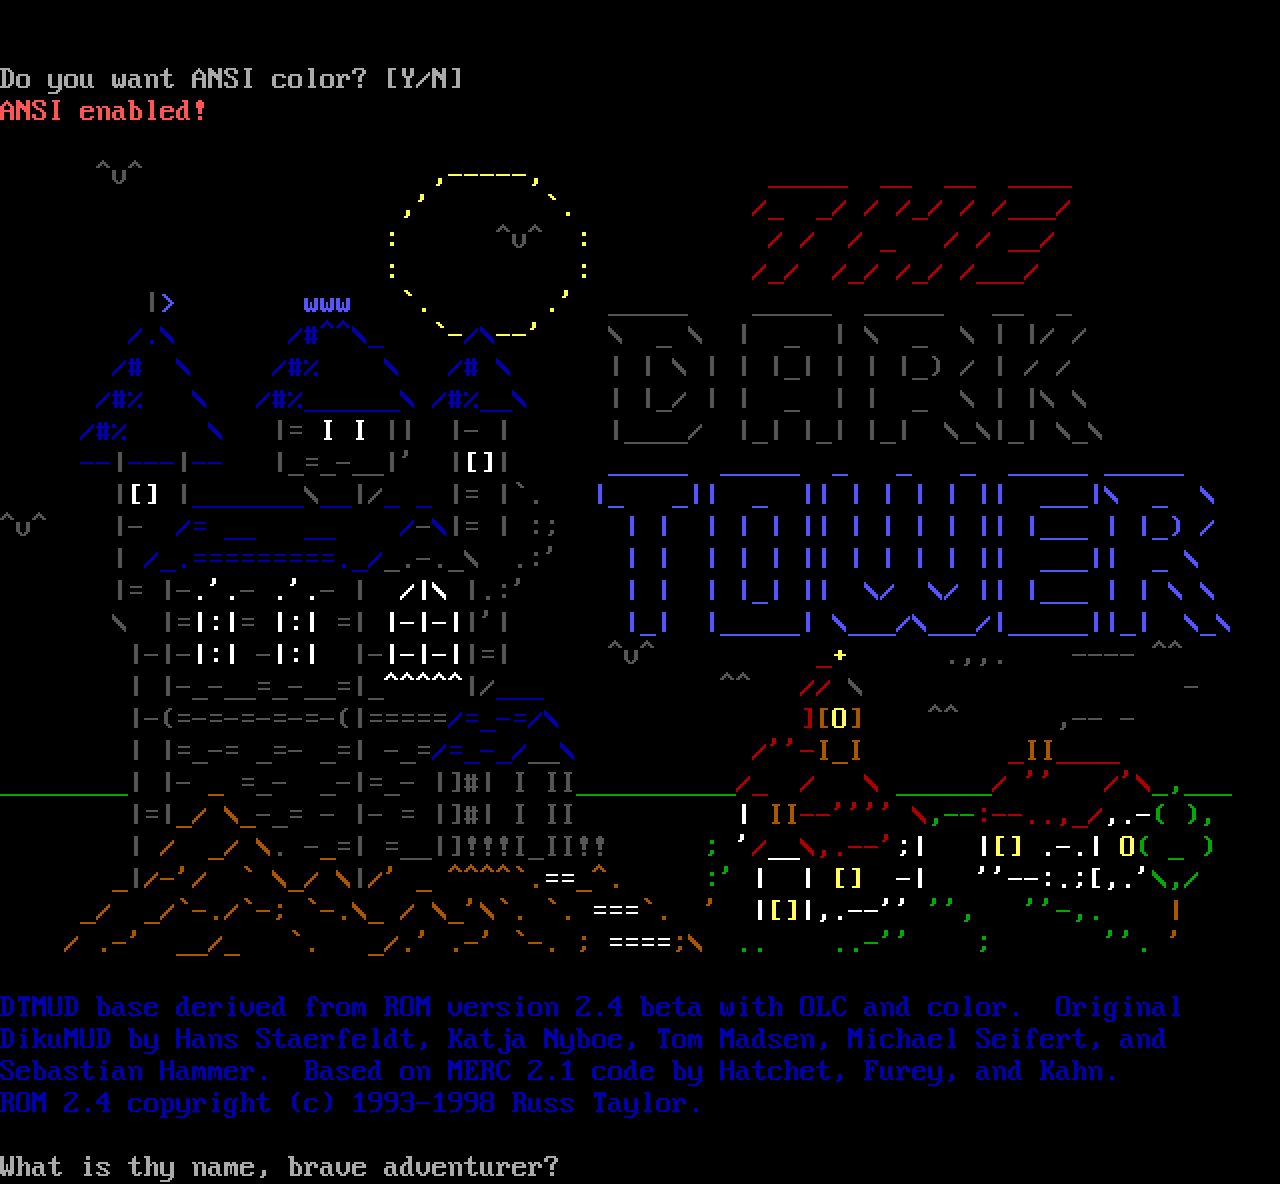 Do you want ANSI color? [Y/N]
ANSI enabled!
THE
DARK
TOWER
DTMUD base derived from ROM version 2.4 beta with OLC and color.  Original
DikuMUD by Hans Staerfeldt, Katja Nyboe, Tom Madsen, Michael Seifert, and
Sebastian Hammer.  Based on MERC 2.1 code by Hatchet, Furey, and Kahn.
ROM 2.4 copyright (c) 1993-1998 Russ Taylor.
What is thy name, brave adventurer?